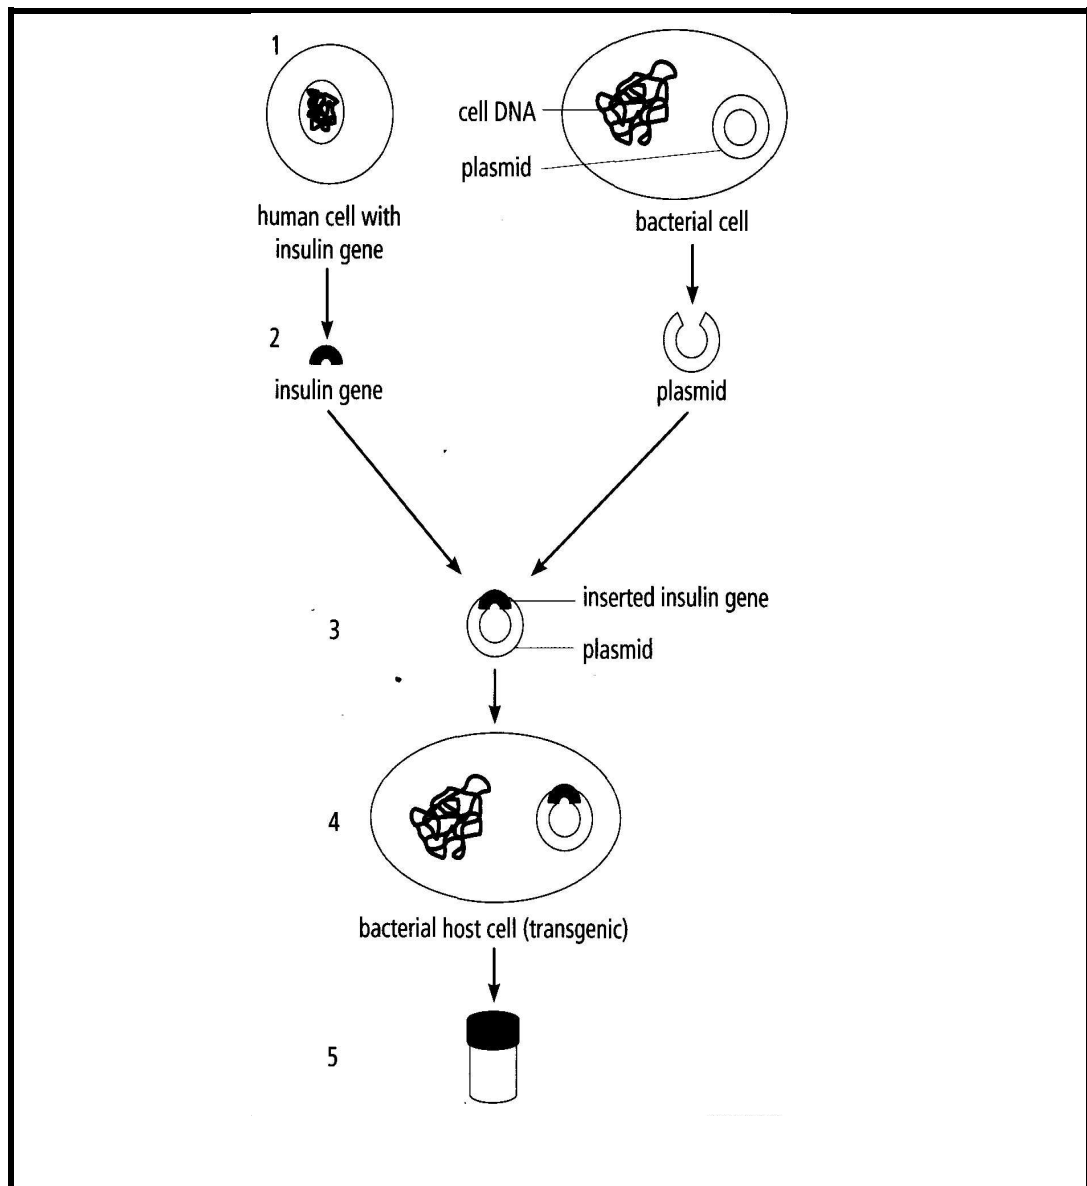 1
cell DNA
plasmid
human cell with
insulin gene
bacterial cell
2
insulin gene
plasmid
3
inserted insulin gene
plasmid
4
bacterial host cell (transgenic)
5